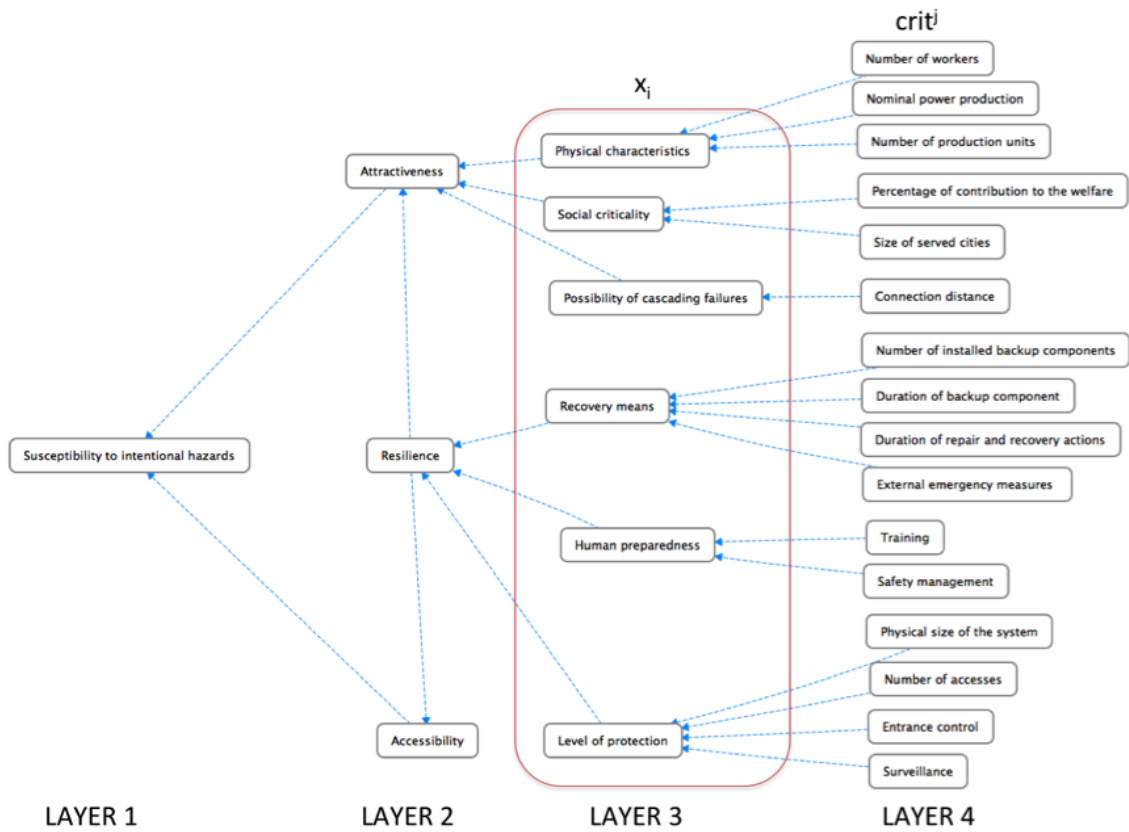 crit^j
Number of workers
x_i
Nominal power production
Physical characteristics
Number of production units
Attractiveness
Percentage of contribution to the welfare
Social criticality
Size of served cities
Possibility of cascading failures
Connection distance
Number of installed backup components
Recovery means
Duration of backup component
Duration of repair and recovery actions
Susceptibility to intentional hazards
Resilience
External emergency measures
Human preparedness
Training
Safety management
Physical size of the system
Number of accesses
Accessibility
Level of protection
Entrance control
Surveillance
LAYER 1
LAYER 2
LAYER 3
LAYER 4